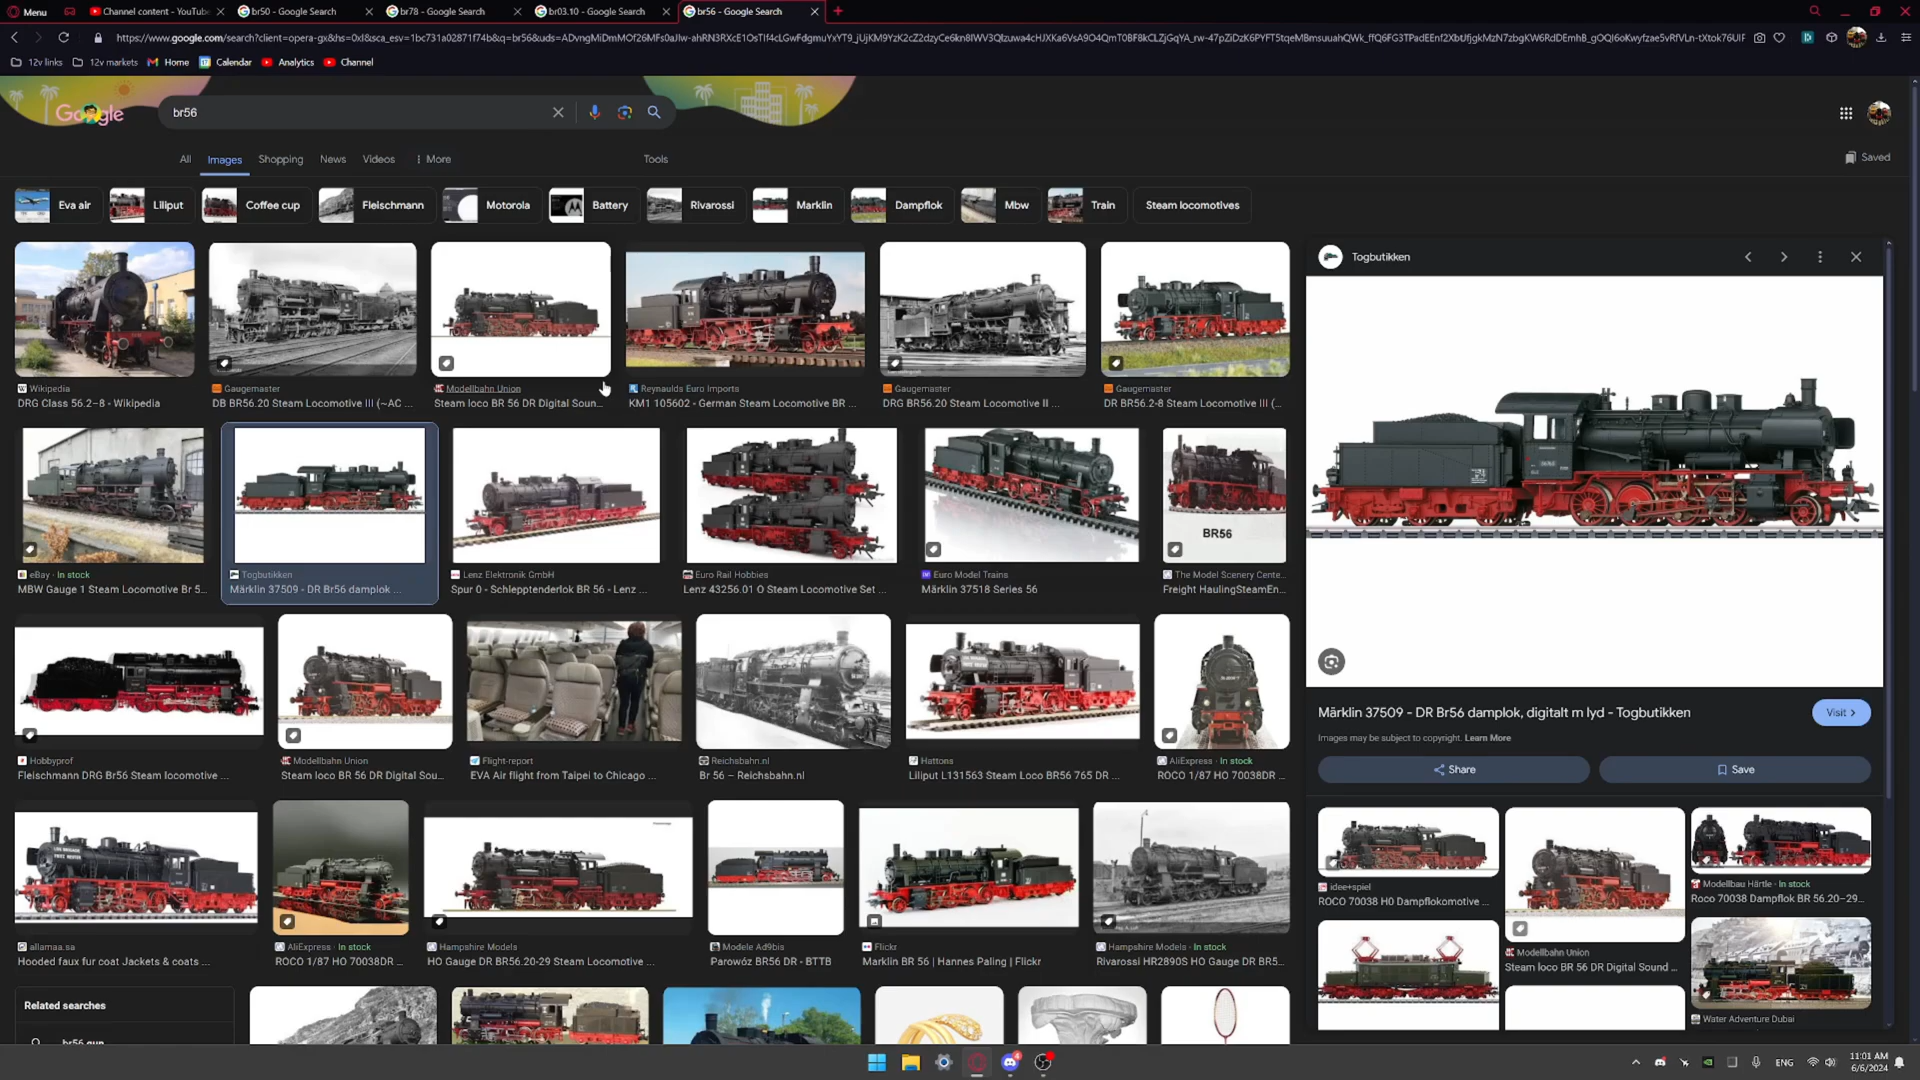 Menu
Channel content - YouTube
br50 - Google Search
br78 - Google Search
br03.10 - Google Search
br56 - Google Search
12v links
12v markets
Home
Calendar
Analytics
Channel
Google
br56
All
Images
Shopping
News
Videos
More
Tools
Saved
Eva air
Liliput
Coffee cup
Fleischmann
Motorola
Battery
Rivarossi
Marklin
Dampflok
Mbw
Train
Steam locomotives
Togbutikken
Wikipedia
DRG Class 56.2–8 - Wikipedia
Gaugemaster
DB BR56.20 Steam Locomotive III (~AC ...
Modellbahn Union
Steam loco BR 56 DR Digital Soun...
Reynaulds Euro Imports
KM1 105602 - German Steam Locomotive BR ...
Gaugemaster
DRG BR56.20 Steam Locomotive II ...
Gaugemaster
DR BR56.2-8 Steam Locomotive III (...
BR56
eBay · In stock
MBW Gauge 1 Steam Locomotive Br 5...
Togbutikken
Märklin 37509 - DR Br56 damplok ...
Lenz Elektronik GmbH
Spur 0 - Schlepptenderlok BR 56 - Lenz ...
Euro Rail Hobbies
Lenz 43256.01 O Steam Locomotive Set ...
Euro Model Trains
Märklin 37518 Series 56
The Model Scenery Cente...
Freight HaulingSteamEn...
Hobbyprof
Fleischmann DRG Br56 Steam locomotive ...
Modellbahn Union
Steam loco BR 56 DR Digital Sou...
Flight-report
EVA Air flight from Taipei to Chicago ...
Reichsbahn.nl
Br 56 – Reichsbahn.nl
Hattons
Liliput L131563 Steam Loco BR56 765 DR ...
AliExpress · In stock
ROCO 1/87 HO 70038DR ...
Märklin 37509 - DR Br56 damplok, digitalt m lyd - Togbutikken
Visit
Images may be subject to copyright. Learn More
Share
Save
allamaa.sa
Hooded faux fur coat Jackets & coats ...
AliExpress · In stock
ROCO 1/87 HO 70038DR ...
Hampshire Models
HO Gauge DR BR56.20-29 Steam Locomotive ...
Modele Ad9bis
Parowóz BR56 DR - BTTB
Flickr
Marklin BR 56 | Hannes Paling | Flickr
Hampshire Models · In stock
Rivarossi HR2890S HO Gauge DR BR5...
idee+spiel
ROCO 70038 H0 Dampflokomotive ...
Modellbahn Union
Steam loco BR 56 DR Digital Sound ...
Modellbau Härtle · In stock
Roco 70038 Dampflok BR 56.20–29...
Water Adventure Dubai
Related searches
br56 gun
ENG
11:01 AM
6/6/2024